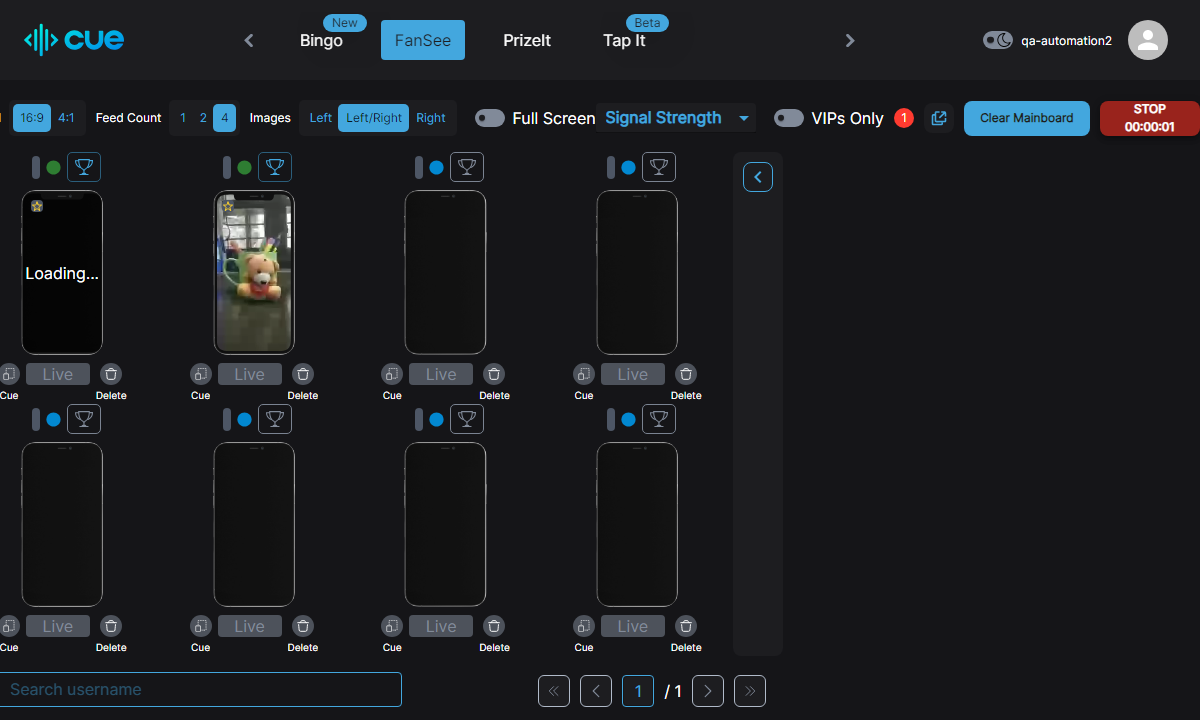 cue
Bingo
New
FanSee
PrizeIt
Tap It
Beta
qa-automation2
16:9
4:1
Feed Count
1
2
4
Images
Left
Left/Right
Right
Full Screen
Signal Strength
VIPs Only
1
Clear Mainboard
STOP
00:00:01
Loading...
Live
Live
Live
Live
Cue
Delete
Cue
Delete
Cue
Delete
Cue
Delete
Live
Live
Live
Live
Cue
Delete
Cue
Delete
Cue
Delete
Cue
Delete
Search username
1
/ 1